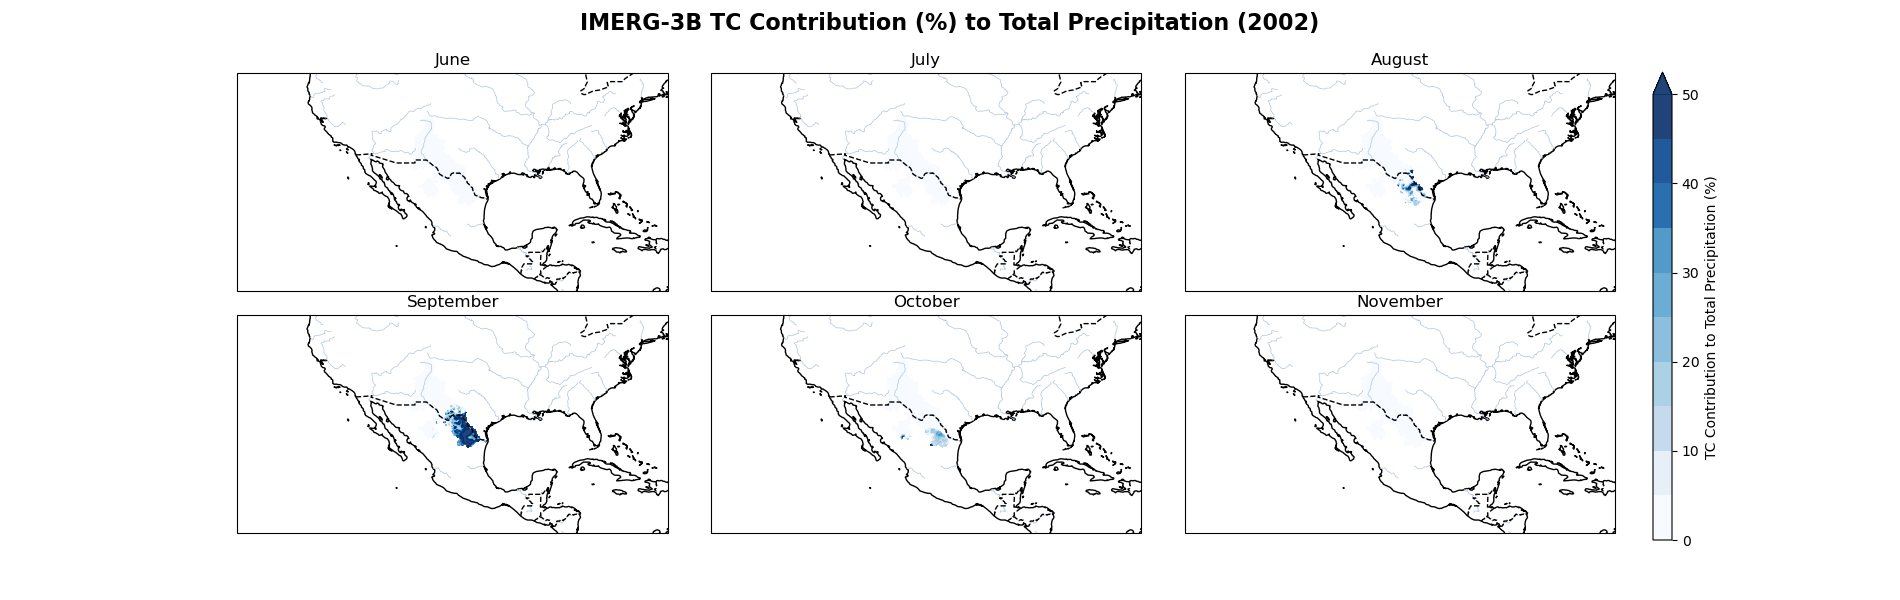 IMERG-3B TC Contribution (%) to Total Precipitation (2002)
June
July
August
September
October
November
50
40
30
20
10
0
TC Contribution to Total Precipitation (%)